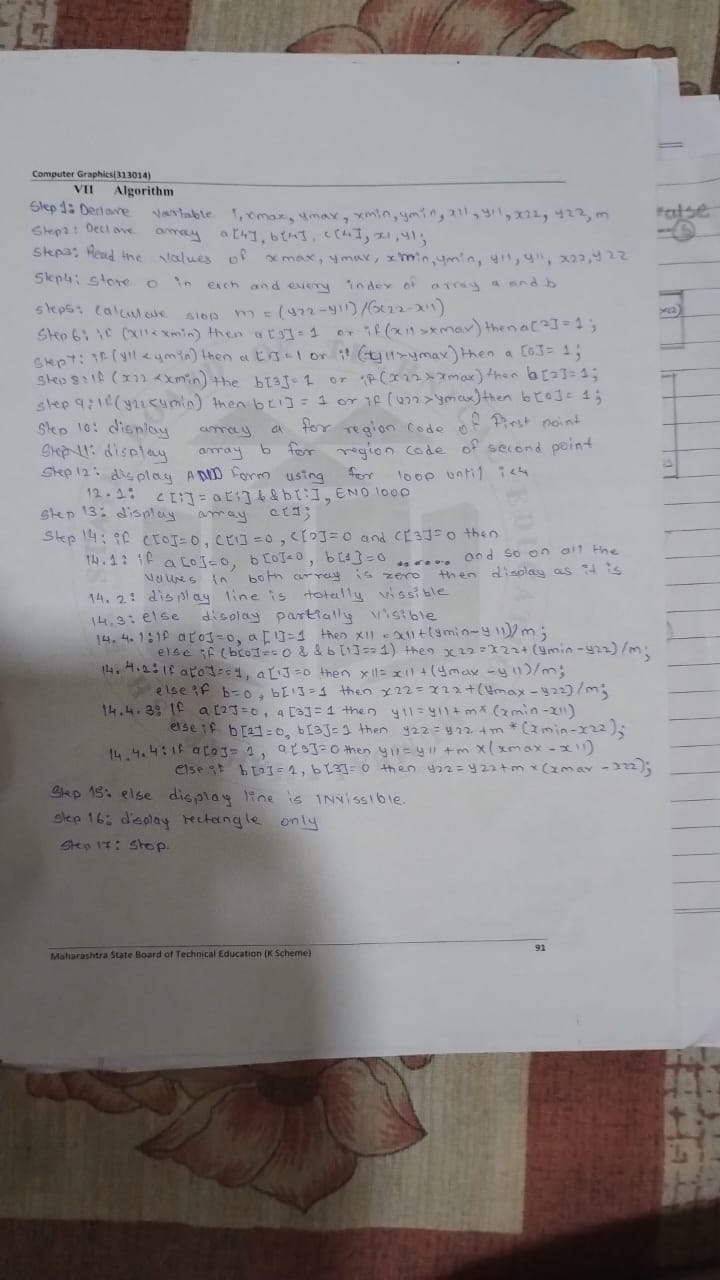 Computer Graphics(313014)
VII Algorithm
Step 1: Declare variable i, xmax, ymax, xmin, ymin, x11, y11, x22, y22, m
Step2: Declare array a[4], b[4], c[4], x1, y1;
Step3: Read the values of xmax, ymax, xmin, ymin, y11, y11, x22, y22
Step4: store 0 in each and every index of array a and b
step5: calculate slop m = (y22-y11)/(x22-x11)
Step 6: if (x11<xmin) then a[3]=1 or if (x11>xmax) then a[2]=1;
Step 7: if (y11<ymin) then a[1]=1 or if (y11>ymax) then a[0]=1;
Step 8: if (x22<xmin) the b[3]=1 or if (x22>xmax) then b[2]=1;
step 9: if (y22<ymin) then b[1]=1 or if (y22>ymax) then b[0]=1;
Step 10: display array a for region code of first point
Step 11: display array b for region code of second point
Step 12: display AND form using for loop until i<4
12.1: c[i]=a[i]&&b[i], END loop
Step 13: display array c[];
Step 14: if c[0]=0, c[1]=0, c[2]=0 and c[3]=0 then
14.1: if a[0]=0, b[0]=0, b[1]=0 ....... and so on all the
values in both array is zero then display as it is
14.2: display line is totally vissible
14.3: else display partially visible
14.4.1: if a[0]=0, a[1]=1 then x11=x11+(ymin-y11)/m;
else if (b[0]==0 && b[1]==1) then x22=x22+(ymin-y22)/m;
14.4.2: if a[0]==1, a[1]=0 then x11=x11+(ymax-y11)/m;
else if b=0, b[1]=1 then x22=x22+(ymax-y22)/m;
14.4.3: if a[2]=0, a[3]=1 then y11=y11+m*(xmin-x11)
else if b[2]=0, b[3]=1 then y22=y22+m*(xmin-x22);
14.4.4: if a[2]=1, a[3]=0 then y11=y11+m x(xmax-x11)
else if b[2]=1, b[3]=0 then y22=y22+m x(xmax-x22);
Step 15: else display line is invissible.
step 16: display rectangle only
Step 17: Stop.
Maharashtra State Board of Technical Education (K Scheme)
91
false
x22)